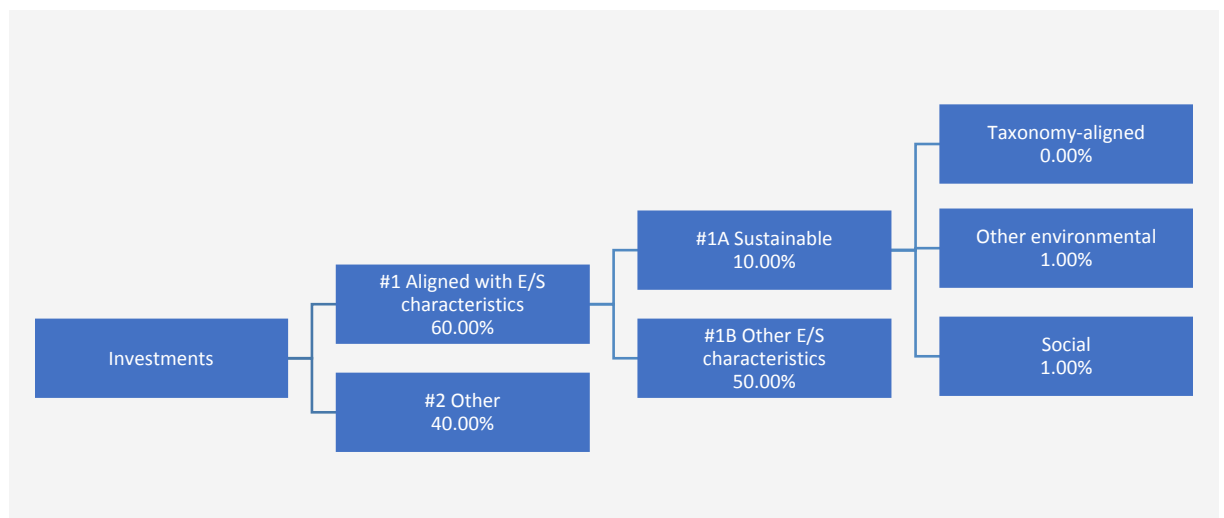 Investments
#1 Aligned with E/S
characteristics
60.00%
#2 Other
40.00%
#1A Sustainable
10.00%
#1B Other E/S
characteristics
50.00%
Taxonomy-aligned
0.00%
Other environmental
1.00%
Social
1.00%